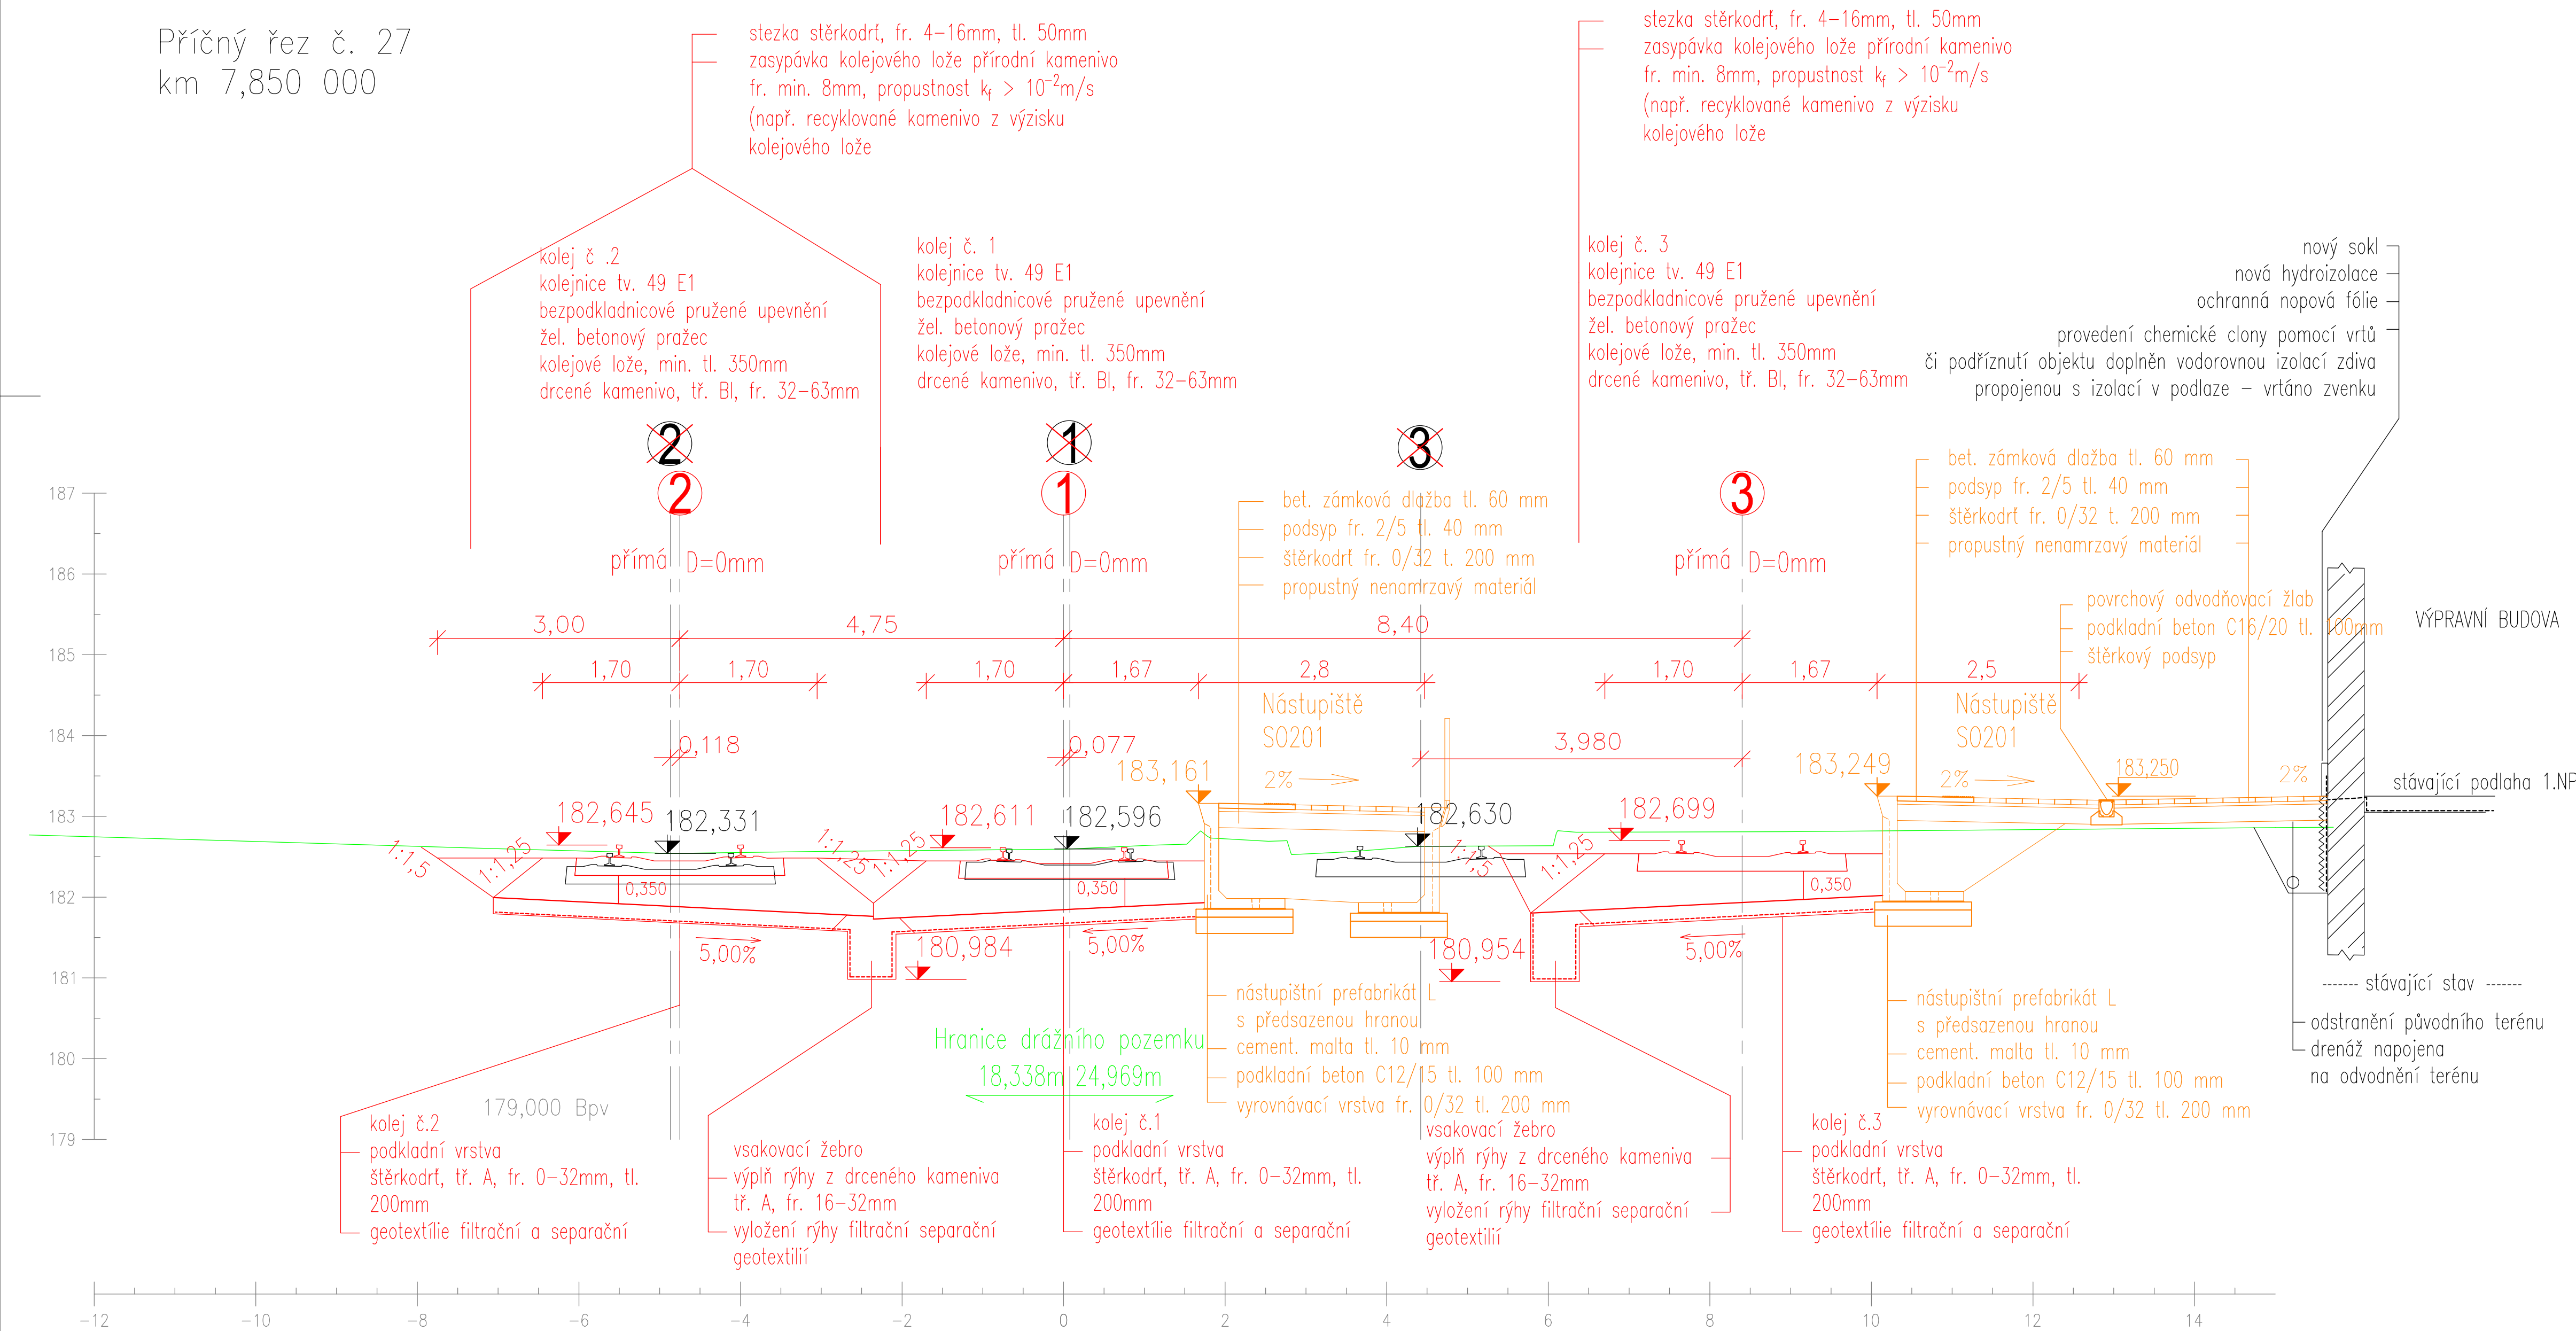 Příčný řez č. 27
km 7,850 000
stezka stěrkodrť, fr. 4-16mm, tl. 50mm
zasypávka kolejového lože přírodní kamenivo
fr. min. 8mm, propustnost k_f > 10⁻²m/s
(např. recyklované kamenivo z výzisku
kolejového lože
stezka stěrkodrť, fr. 4-16mm, tl. 50mm
zasypávka kolejového lože přírodní kamenivo
fr. min. 8mm, propustnost k_f > 10⁻²m/s
(např. recyklované kamenivo z výzisku
kolejového lože
kolej č .2
kolejnice tv. 49 E1
bezpodkladnicové pružené upevnění
žel. betonový pražec
kolejové lože, min. tl. 350mm
drcené kamenivo, tř. BI, fr. 32-63mm
kolej č. 1
kolejnice tv. 49 E1
bezpodkladnicové pružené upevnění
žel. betonový pražec
kolejové lože, min. tl. 350mm
drcené kamenivo, tř. BI, fr. 32-63mm
kolej č. 3
kolejnice tv. 49 E1
bezpodkladnicové pružené upevnění
žel. betonový pražec
kolejové lože, min. tl. 350mm
drcené kamenivo, tř. BI, fr. 32-63mm
nový sokl
nová hydroizolace
ochranná nopová fólie
provedení chemické clony pomocí vrtů
či podříznutí objektu doplněn vodorovnou izolací zdiva
propojenou s izolací v podlaze - vrtáno zvenku
2
1
3
2
1
3
bet. zámková dlažba tl. 60 mm
podsyp fr. 2/5 tl. 40 mm
štěrkodrť fr. 0/32 t. 200 mm
propustný nenamrzavý materiál
bet. zámková dlažba tl. 60 mm
podsyp fr. 2/5 tl. 40 mm
štěrkodrť fr. 0/32 t. 200 mm
propustný nenamrzavý materiál
povrchový odvodňovací žlab
podkladní beton C16/20 tl. 100mm
štěrkový podsyp
VÝPRAVNÍ BUDOVA
přímá D=0mm
přímá D=0mm
přímá D=0mm
3,00
4,75
8,40
1,70
1,70
1,70
1,67
2,8
1,70
1,67
2,5
Nástupiště
SO201
Nástupiště
SO201
0,118
0,077
3,980
183,161
2%
183,249
2%
183,250
2%
stávající podlaha 1.NP
182,645
182,331
182,611
182,596
182,630
182,699
1:1,5
1:1,25
1:1,25
1:1,25
1:1,5
1:1,25
0,350
0,350
0,350
5,00%
180,984
5,00%
180,954
5,00%
stávající stav
odstranění původního terénu
drenáž napojena
na odvodnění terénu
nástupištní prefabrikát L
s předsazenou hranou
cement. malta tl. 10 mm
podkladní beton C12/15 tl. 100 mm
vyrovnávací vrstva fr. 0/32 tl. 200 mm
nástupištní prefabrikát L
s předsazenou hranou
cement. malta tl. 10 mm
podkladní beton C12/15 tl. 100 mm
vyrovnávací vrstva fr. 0/32 tl. 200 mm
Hranice drážního pozemku
18,338m 24,969m
179,000 Bpv
kolej č.2
podkladní vrstva
štěrkodrť, tř. A, fr. 0-32mm, tl.
200mm
geotextílie filtrační a separační
vsakovací žebro
výplň rýhy z drceného kameniva
tř. A, fr. 16-32mm
vyložení rýhy filtrační separační
geotextilií
kolej č.1
podkladní vrstva
štěrkodrť, tř. A, fr. 0-32mm, tl.
200mm
geotextílie filtrační a separační
vsakovací žebro
výplň rýhy z drceného kameniva
tř. A, fr. 16-32mm
vyložení rýhy filtrační separační
geotextilií
kolej č.3
podkladní vrstva
štěrkodrť, tř. A, fr. 0-32mm, tl.
200mm
geotextílie filtrační a separační
187
186
185
184
183
182
181
180
179
-12 -10 -8 -6 -4 -2 0 2 4 6 8 10 12 14